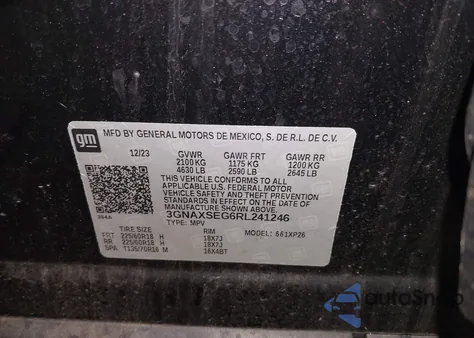 gm
MFD BY GENERAL MOTORS DE MEXICO, S. DE R.L. DE C.V.
12/23 GVWR GAWR FRT GAWR RR
2100 KG 1175 KG 1200 KG
4630 LB 2590 LB 2645 LB
THIS VEHICLE CONFORMS TO ALL
APPLICABLE U.S. FEDERAL MOTOR
VEHICLE SAFETY AND THEFT
PREVENTION STANDARDS IN EFFECT ON THE
DATE OF MANUFACTURE SHOWN ABOVE.
3GNAXSEG6RL241246
TYPE: MPV 661XP26
TIRE SIZE RIM
FRT 225/60R18 H 18X7J
RR 225/60R18 H 18X7J
SPA T135/70R16 M 16X4BT